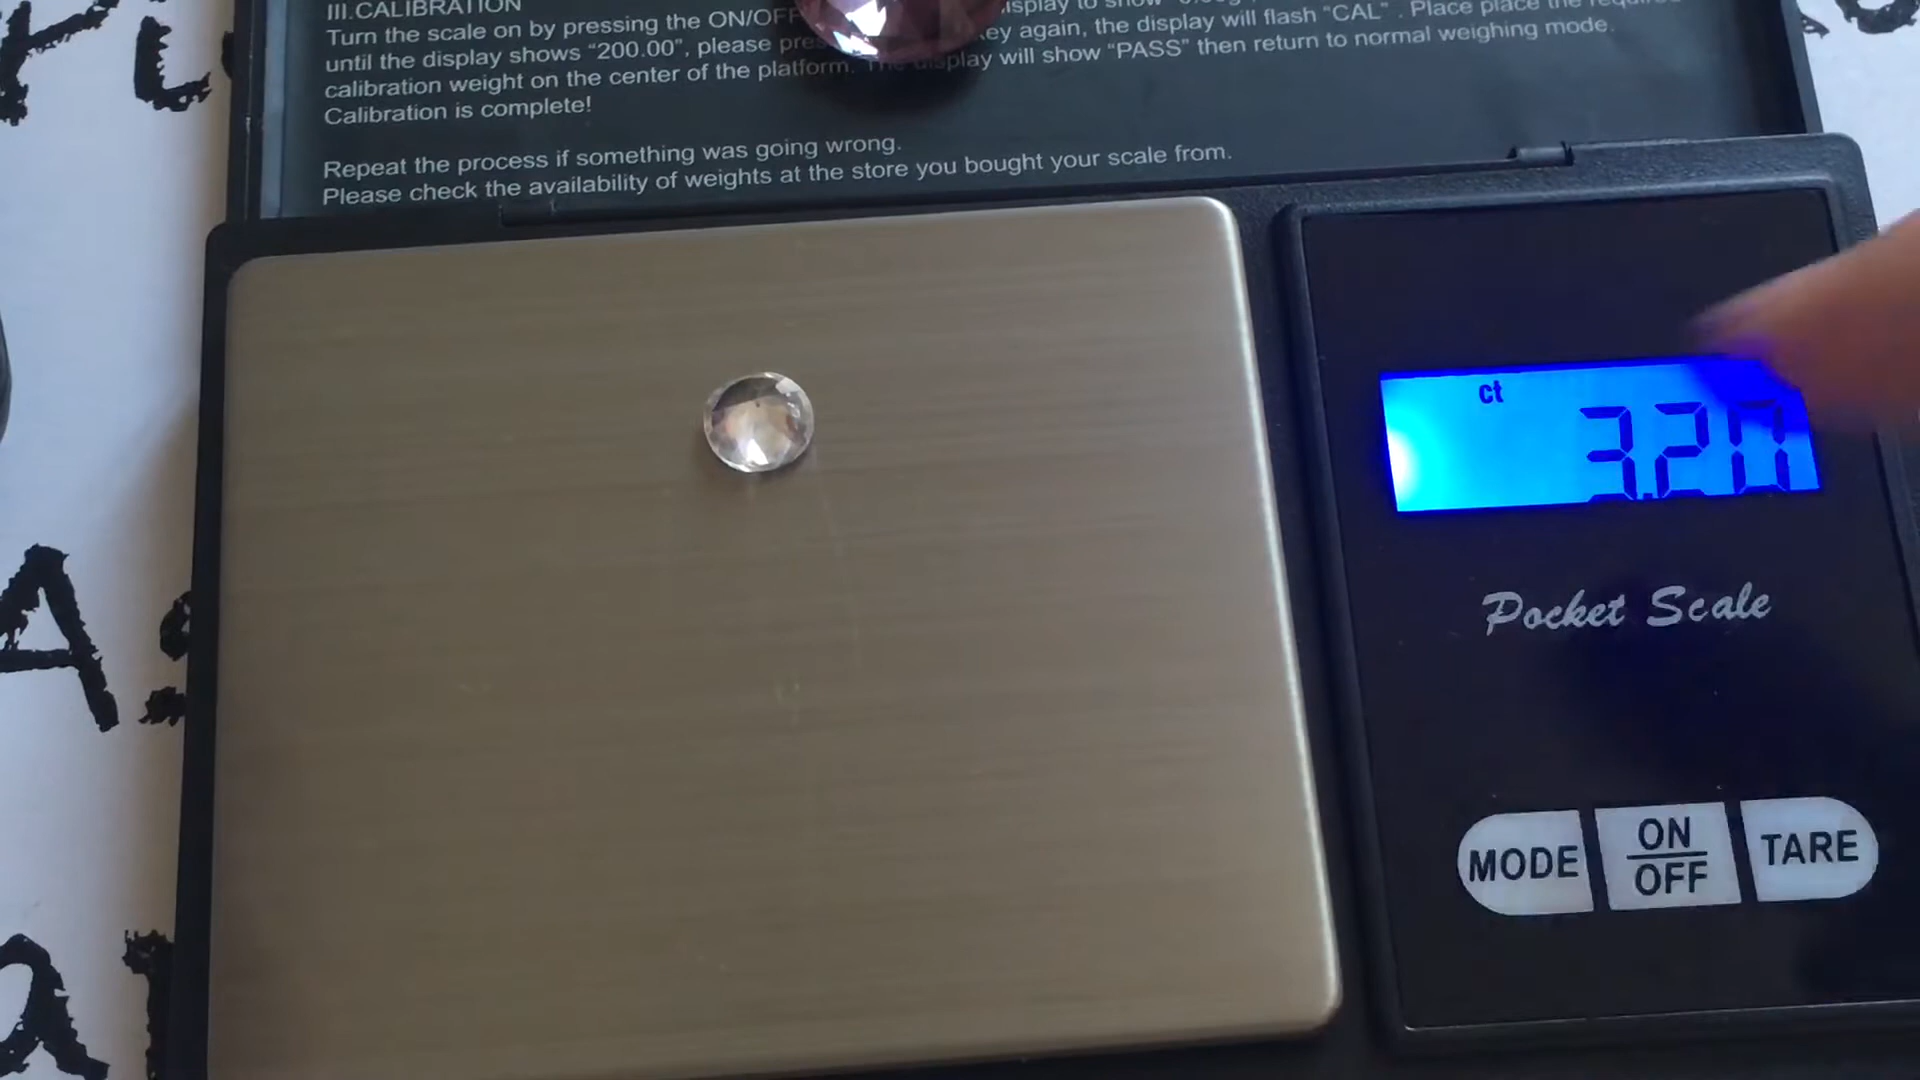 III.CALIBRATION
Turn the scale on by pressing the ON/OFF
until the display shows “200.00”, please again, the display will flash “CAL” . Place place the
calibration weight on the center of the platform. will show “PASS” then return to normal weighing mode.
Calibration is complete!
Repeat the process if something was going wrong.
Please check the availability of weights at the store you bought your scale from.
ct
3.20
Pocket Scale
MODE
ON
OFF
TARE